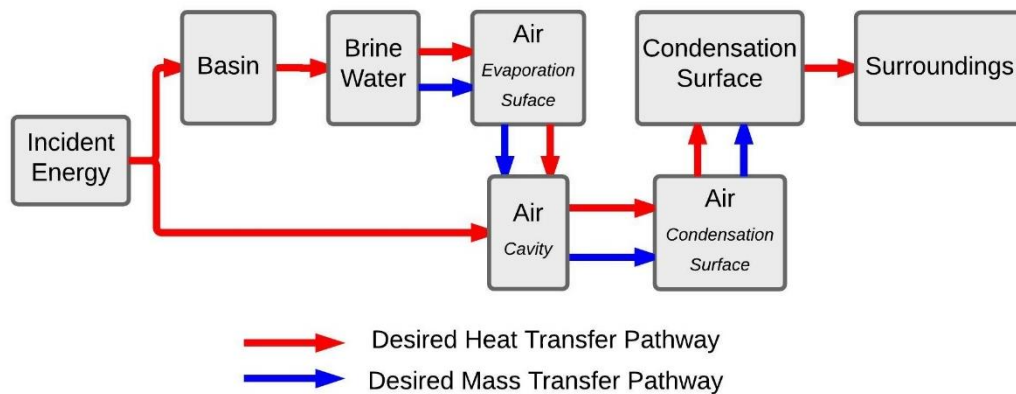 Incident
Energy
Basin
Brine
Water
Air
Evaporation
Suface
Air
Cavity
Air
Condensation
Surface
Condensation
Surface
Surroundings
Desired Heat Transfer Pathway
Desired Mass Transfer Pathway